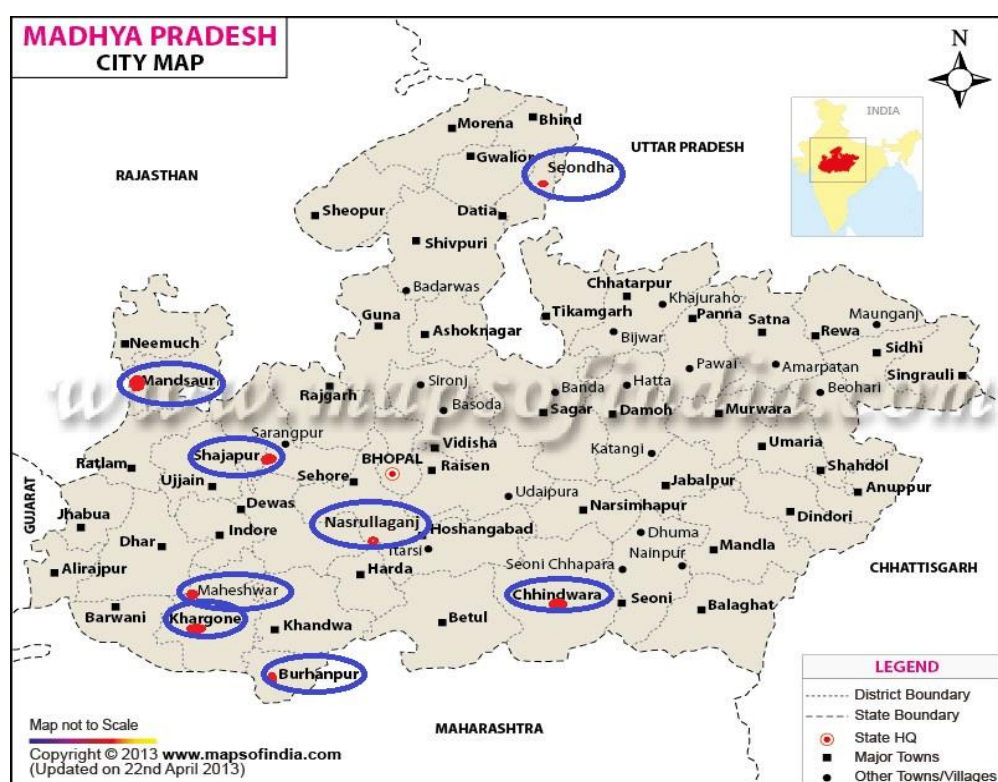 MADHYA PRADESH
CITY MAP
N
INDIA
RAJASTHAN
UTTAR PRADESH
Morena
Bhind
Gwalior
Seondha
Sheopur
Datia
Shivpuri
Badarwas
Chhatarpur
Khajuraho
Guna
Ashoknagar
Tikamgarh
Bijwar
Panna
Satna
Maunganj
Rewa
Neemuch
Sidhi
Mandsaur
Rajgarh
Sironj
Banda
Hatta
Pawai
Amarpatan
Singrauli
Beohari
www.mapsofindia.com
Basoda
Sagar
Damoh
Murwara
Sarangpur
Shajapur
BHOPAL
Vidisha
Katangi
Umaria
Ratlam
Ujjain
Sehore
Raisen
Jabalpur
Shahdol
Anuppur
GUJARAT
Jhabua
Dewas
Udaipura
Narsimhapur
Dindori
Indore
Nasrullaganj
Hoshangabad
Dhar
Itarsi
Dhuma
Nainpur
Mandla
Alirajpur
Harda
Seoni Chhapara
CHHATTISGARH
Maheshwar
Chhindwara
Barwani
Khargone
Khandwa
Betul
Seoni
Balaghat
Burhanpur
MAHARASHTRA
LEGEND
District Boundary
State Boundary
State HQ
Major Towns
Other Towns/Villages
Map not to Scale
Copyright © 2013 www.mapsofindia.com
(Updated on 22nd April 2013)